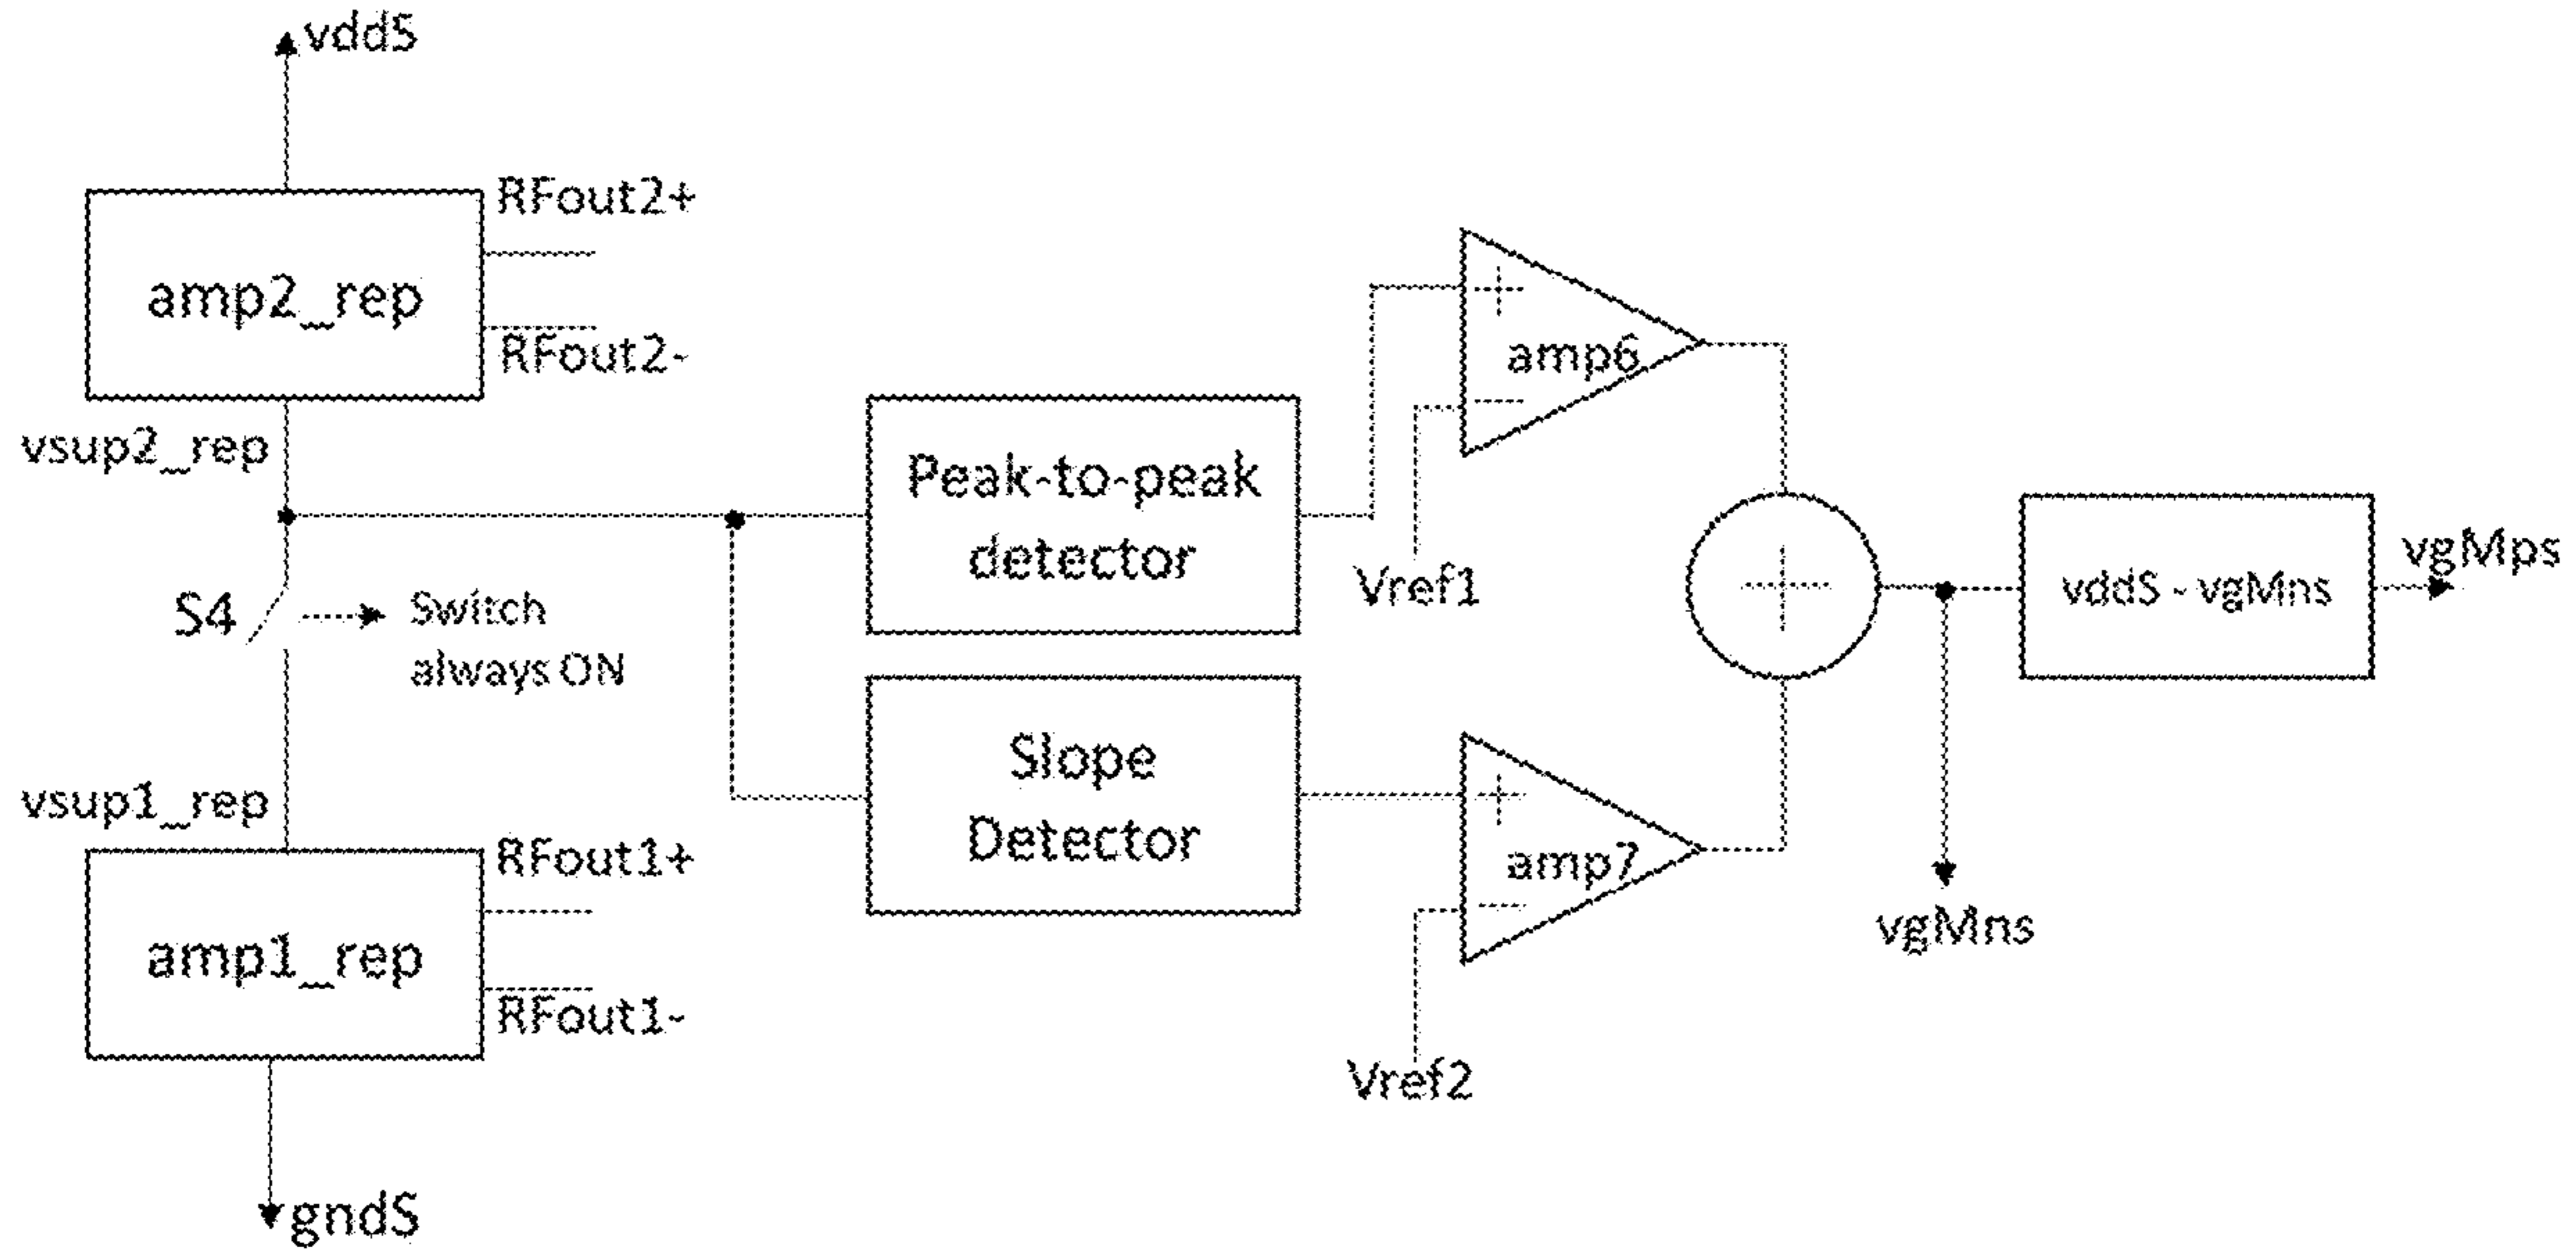 vddS
RFout2+
amp2_rep
RFout2-
vsup2_rep
S4
Switch
always ON
vsup1_rep
RFout1+
amp1_rep
RFout1-
gndS
Peak-to-peak
detector
Slope
Detector
+
amp6
-
Vref1
+
amp7
-
Vref2
+
vddS - vgMns
vgMps
vgMns